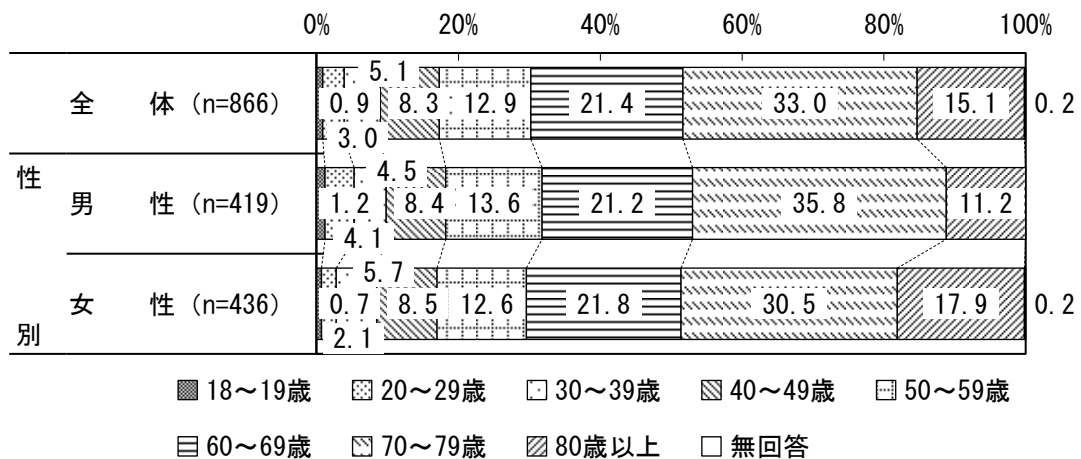 0% 20% 40% 60% 80% 100%
全 体 (n=866) 0.9 3.0 5.1 8.3 12.9 21.4 33.0 15.1 0.2
性
男 性 (n=419) 1.2 4.1 4.5 8.4 13.6 21.2 35.8 11.2
女 性 (n=436) 0.7 2.1 5.7 8.5 12.6 21.8 30.5 17.9 0.2
別
18～19歳 20～29歳 30～39歳 40～49歳 50～59歳
60～69歳 70～79歳 80歳以上 無回答